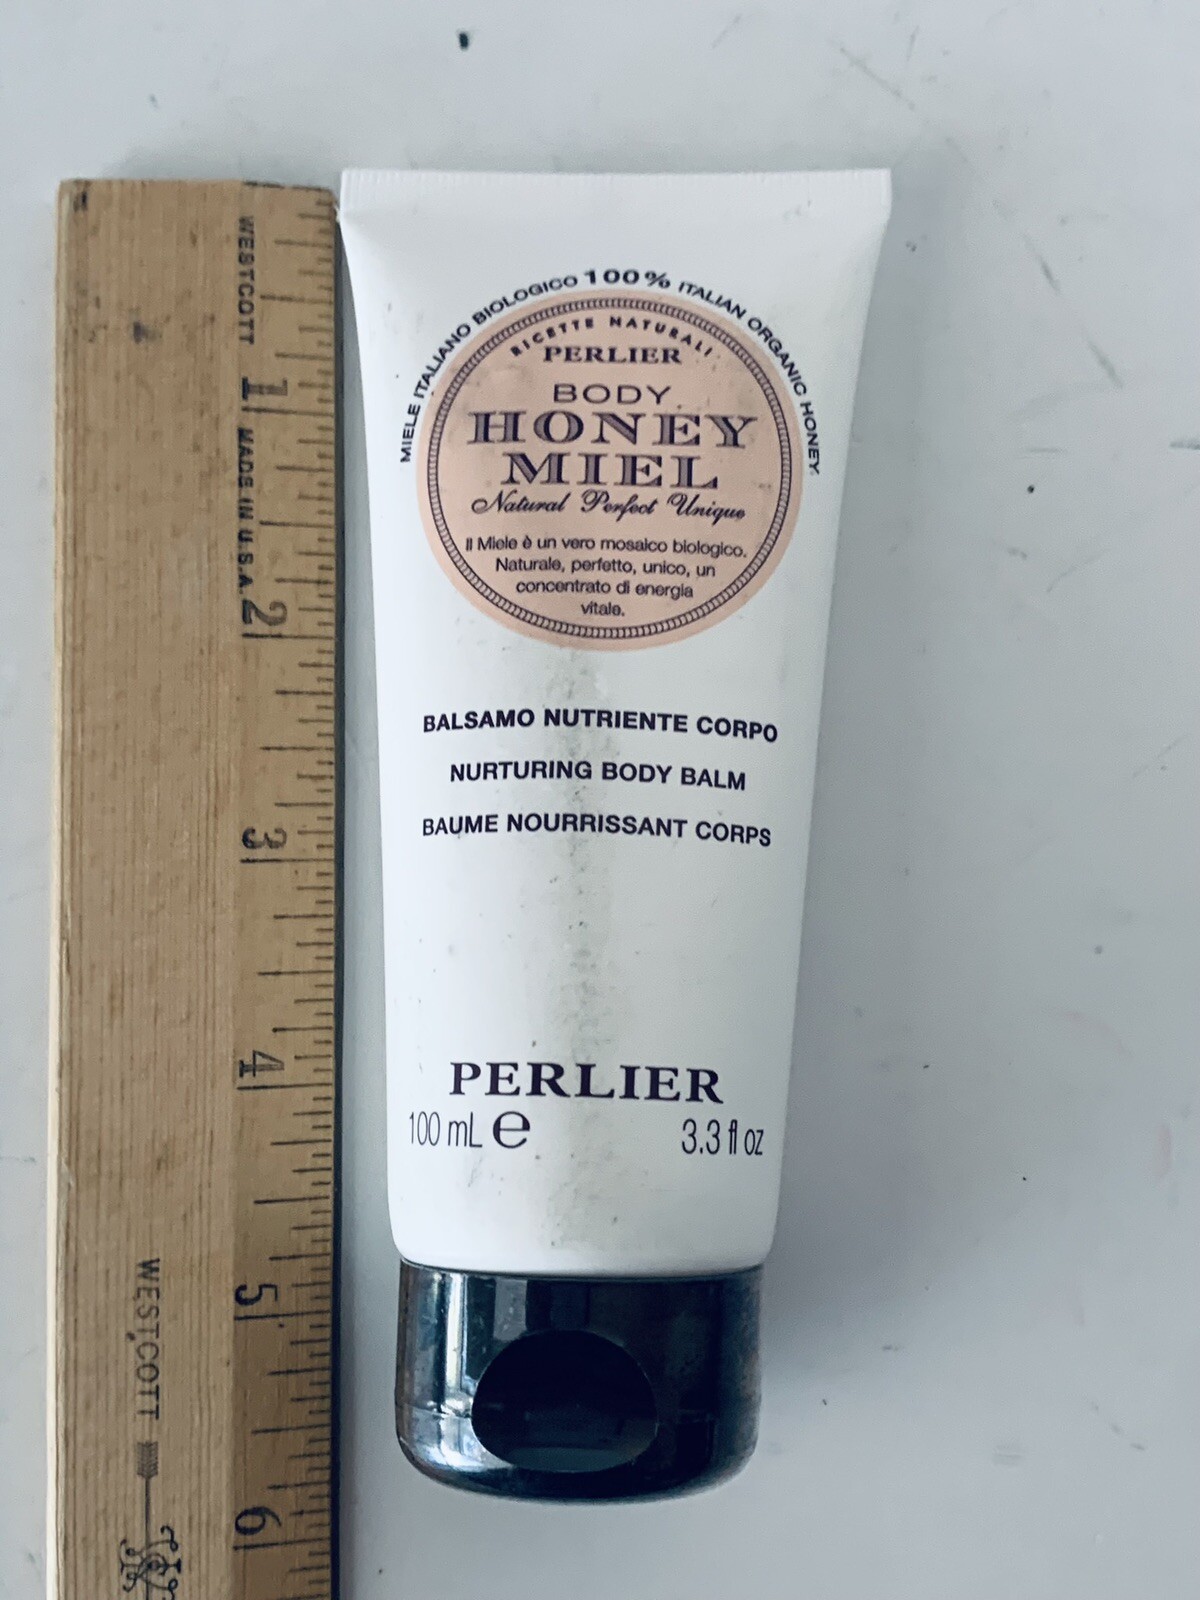 WESTCOTT
1
MADE IN U.S.A.
2
3
4
5
WESTCOTT
6
MIELE ITALIANO BIOLOGICO 100% ITALIAN ORGANIC HONEY.
RICETTE NATURALI
PERLIER
BODY
HONEY
MIEL
Natural Perfect Unique
Il Miele è un vero mosaico biologico.
Naturale, perfetto, unico, un
concentrato di energia
vitale.
BALSAMO NUTRIENTE CORPO
NURTURING BODY BALM
BAUME NOURRISSANT CORPS
PERLIER
100 mL ℮ 3.3 fl oz